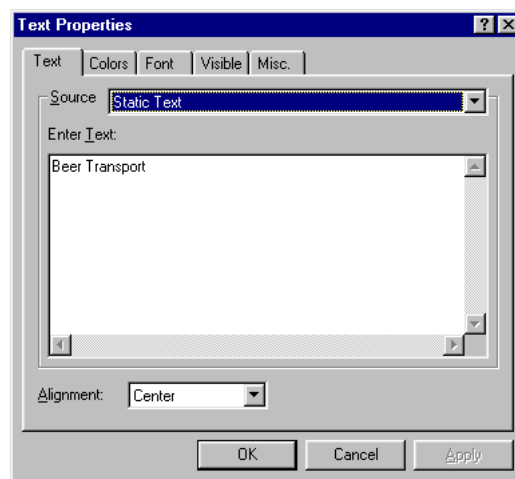 Text Properties
Text Colors Font Visible Misc.
Source Static Text
Enter Text:
Beer Transport
Alignment: Center
OK Cancel Apply